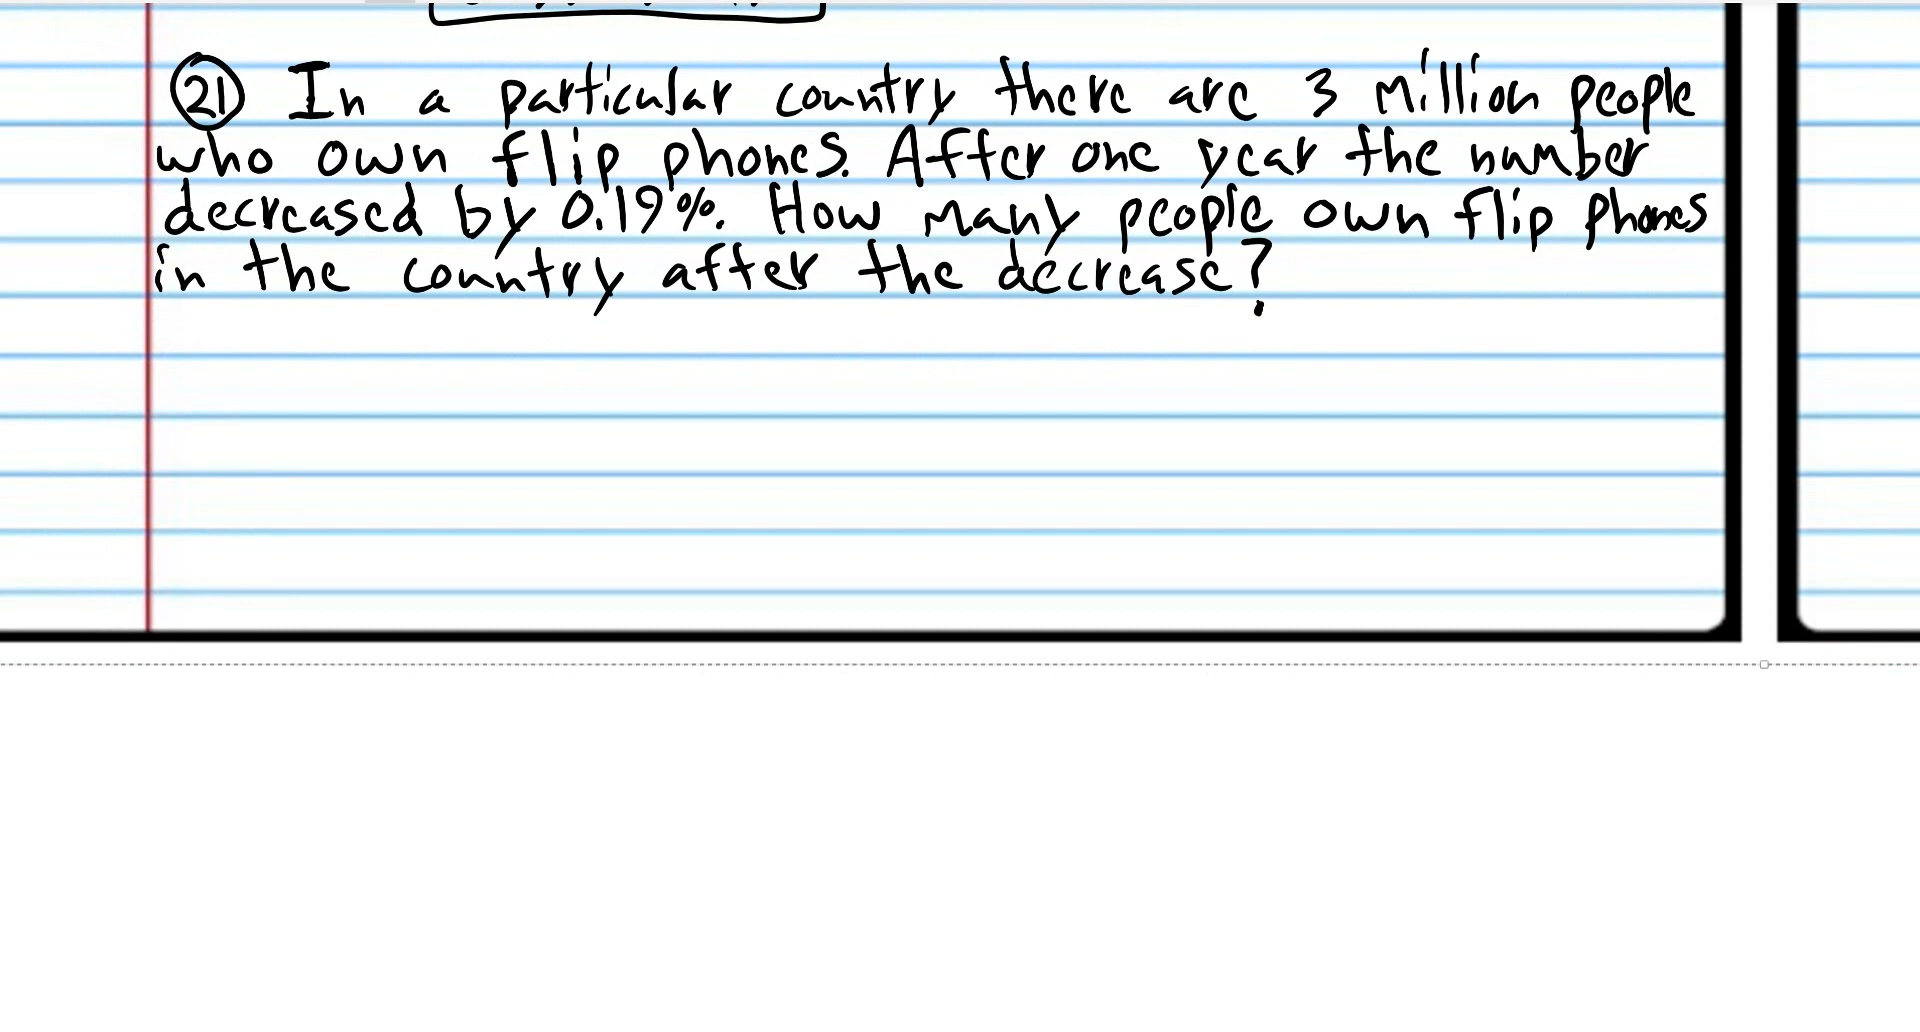 21 In a particular country there are 3 million people
who own flip phones. After one year the number
decreased by 0.19%. How many people own flip phones
in the country after the decrease?